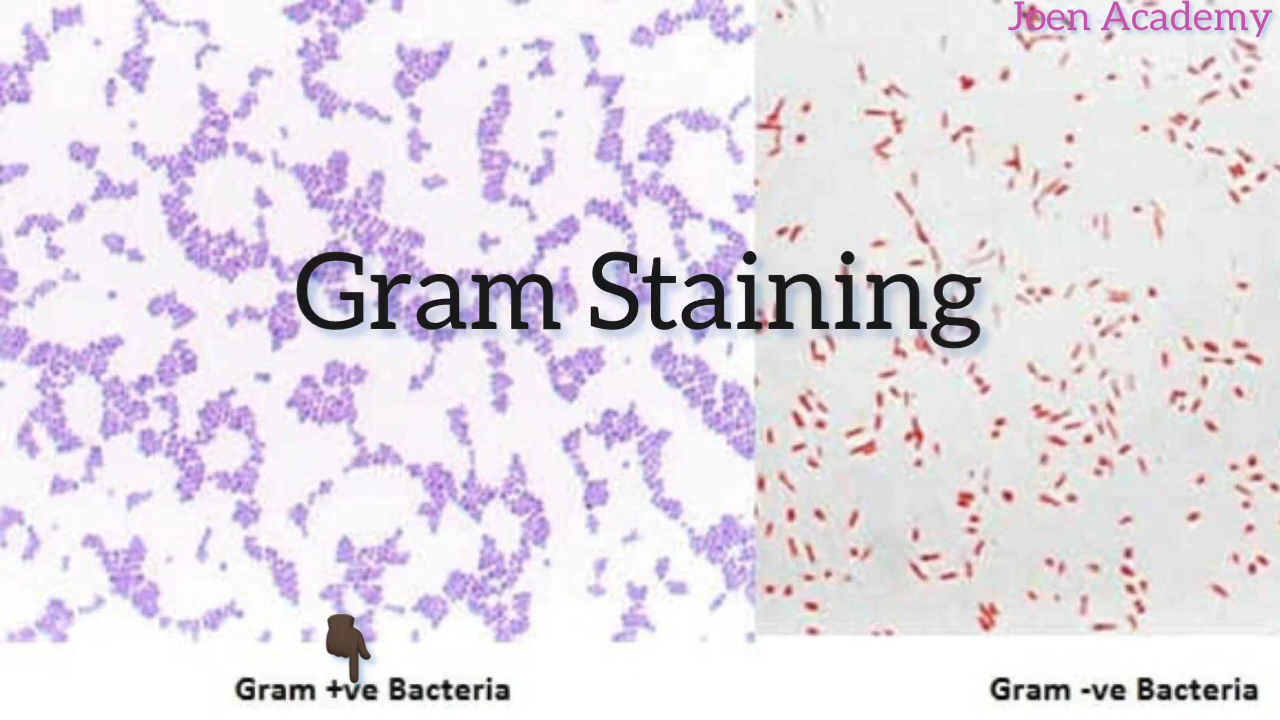 Joen Academy
Gram Staining
Gram +ve Bacteria
Gram -ve Bacteria